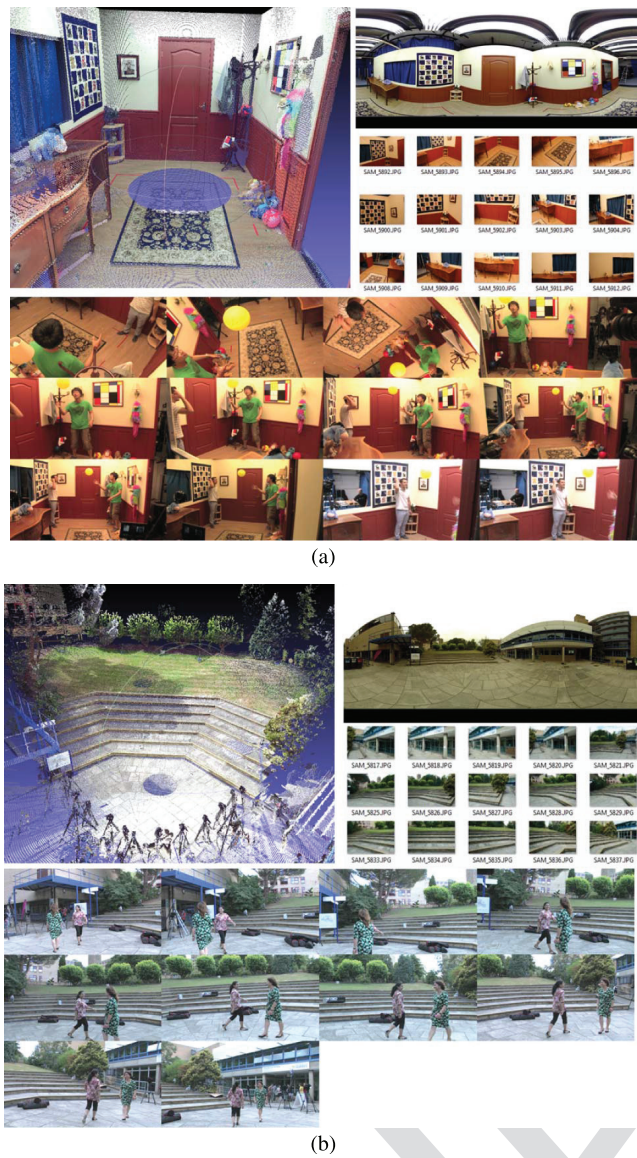 SAM_5892.JPG SAM_5893.JPG SAM_5894.JPG SAM_5895.JPG SAM_5896.JPG
SAM_5900.JPG SAM_5901.JPG SAM_5902.JPG SAM_5903.JPG SAM_5904.JPG
SAM_5908.JPG SAM_5909.JPG SAM_5910.JPG SAM_5911.JPG SAM_5912.JPG
(a)
SAM_5817.JPG SAM_5818.JPG SAM_5819.JPG SAM_5820.JPG SAM_5821.JPG
SAM_5825.JPG SAM_5826.JPG SAM_5827.JPG SAM_5828.JPG SAM_5829.JPG
SAM_5833.JPG SAM_5834.JPG SAM_5835.JPG SAM_5836.JPG SAM_5837.JPG
(b)